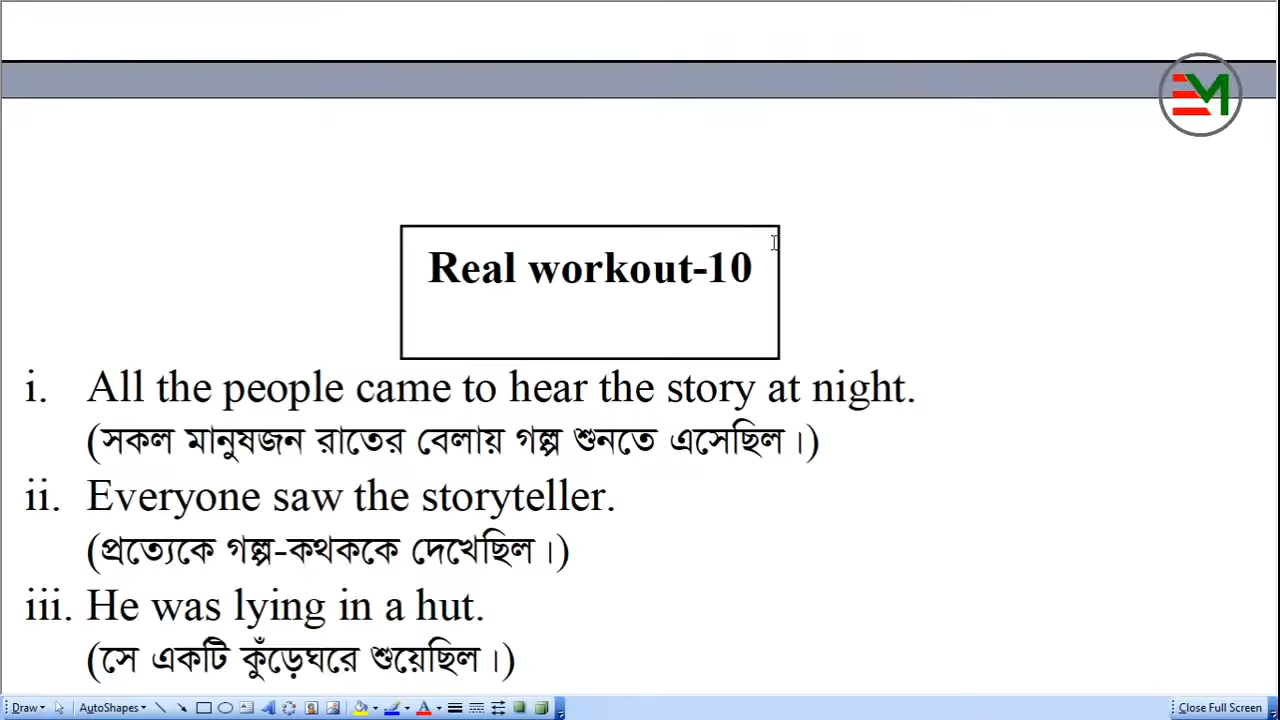 EM
Real workout-10
i. All the people came to hear the story at night.
(সকল মানুষজন রাতের বেলায় গল্প শুনতে এসেছিল।)
ii. Everyone saw the storyteller.
(প্রত্যেকে গল্প-কথককে দেখেছিল।)
iii. He was lying in a hut.
(সে একটি কুঁড়েঘরে শুয়েছিল।)
Draw AutoShapes Close Full Screen